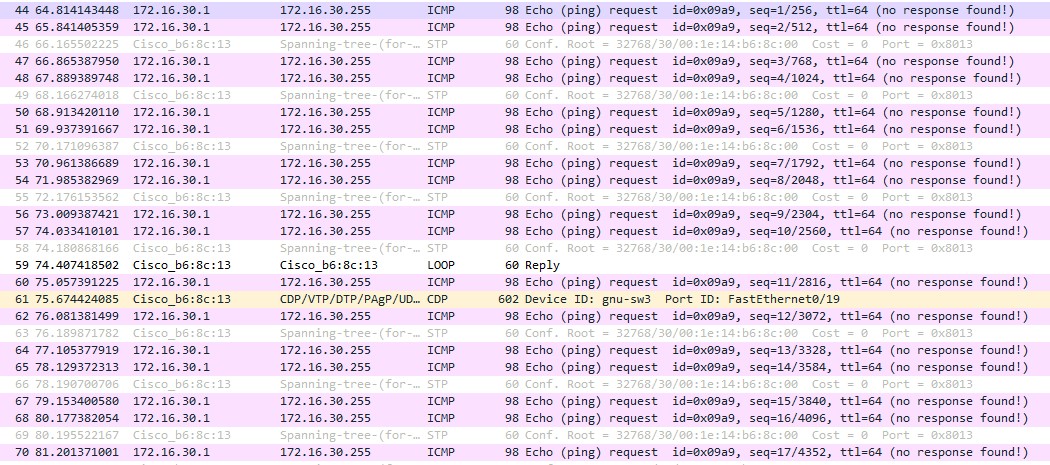 44 64.814143448 172.16.30.1 172.16.30.255 ICMP 98 Echo (ping) request id=0x09a9, seq=1/256, ttl=64 (no response found!)
45 65.841405359 172.16.30.1 172.16.30.255 ICMP 98 Echo (ping) request id=0x09a9, seq=2/512, ttl=64 (no response found!)
46 66.165502225 Cisco_b6:8c:13 Spanning-tree-(for-… STP 60 Conf. Root = 32768/30/00:1e:14:b6:8c:00 Cost = 0 Port = 0x8013
47 66.865387950 172.16.30.1 172.16.30.255 ICMP 98 Echo (ping) request id=0x09a9, seq=3/768, ttl=64 (no response found!)
48 67.889389748 172.16.30.1 172.16.30.255 ICMP 98 Echo (ping) request id=0x09a9, seq=4/1024, ttl=64 (no response found!)
49 68.166274018 Cisco_b6:8c:13 Spanning-tree-(for-… STP 60 Conf. Root = 32768/30/00:1e:14:b6:8c:00 Cost = 0 Port = 0x8013
50 68.913420110 172.16.30.1 172.16.30.255 ICMP 98 Echo (ping) request id=0x09a9, seq=5/1280, ttl=64 (no response found!)
51 69.937391667 172.16.30.1 172.16.30.255 ICMP 98 Echo (ping) request id=0x09a9, seq=6/1536, ttl=64 (no response found!)
52 70.171096387 Cisco_b6:8c:13 Spanning-tree-(for-… STP 60 Conf. Root = 32768/30/00:1e:14:b6:8c:00 Cost = 0 Port = 0x8013
53 70.961386689 172.16.30.1 172.16.30.255 ICMP 98 Echo (ping) request id=0x09a9, seq=7/1792, ttl=64 (no response found!)
54 71.985382969 172.16.30.1 172.16.30.255 ICMP 98 Echo (ping) request id=0x09a9, seq=8/2048, ttl=64 (no response found!)
55 72.176153562 Cisco_b6:8c:13 Spanning-tree-(for-… STP 60 Conf. Root = 32768/30/00:1e:14:b6:8c:00 Cost = 0 Port = 0x8013
56 73.009387421 172.16.30.1 172.16.30.255 ICMP 98 Echo (ping) request id=0x09a9, seq=9/2304, ttl=64 (no response found!)
57 74.033410101 172.16.30.1 172.16.30.255 ICMP 98 Echo (ping) request id=0x09a9, seq=10/2560, ttl=64 (no response found!)
58 74.180868166 Cisco_b6:8c:13 Spanning-tree-(for-… STP 60 Conf. Root = 32768/30/00:1e:14:b6:8c:00 Cost = 0 Port = 0x8013
59 74.407418502 Cisco_b6:8c:13 Cisco_b6:8c:13 LOOP 60 Reply
60 75.057391225 172.16.30.1 172.16.30.255 ICMP 98 Echo (ping) request id=0x09a9, seq=11/2816, ttl=64 (no response found!)
61 75.674424085 Cisco_b6:8c:13 CDP/VTP/DTP/PAgP/UD… CDP 602 Device ID: gnu-sw3 Port ID: FastEthernet0/19
62 76.081381499 172.16.30.1 172.16.30.255 ICMP 98 Echo (ping) request id=0x09a9, seq=12/3072, ttl=64 (no response found!)
63 76.189871782 Cisco_b6:8c:13 Spanning-tree-(for-… STP 60 Conf. Root = 32768/30/00:1e:14:b6:8c:00 Cost = 0 Port = 0x8013
64 77.105377919 172.16.30.1 172.16.30.255 ICMP 98 Echo (ping) request id=0x09a9, seq=13/3328, ttl=64 (no response found!)
65 78.129372313 172.16.30.1 172.16.30.255 ICMP 98 Echo (ping) request id=0x09a9, seq=14/3584, ttl=64 (no response found!)
66 78.190700706 Cisco_b6:8c:13 Spanning-tree-(for-… STP 60 Conf. Root = 32768/30/00:1e:14:b6:8c:00 Cost = 0 Port = 0x8013
67 79.153400580 172.16.30.1 172.16.30.255 ICMP 98 Echo (ping) request id=0x09a9, seq=15/3840, ttl=64 (no response found!)
68 80.177382054 172.16.30.1 172.16.30.255 ICMP 98 Echo (ping) request id=0x09a9, seq=16/4096, ttl=64 (no response found!)
69 80.195522167 Cisco_b6:8c:13 Spanning-tree-(for-… STP 60 Conf. Root = 32768/30/00:1e:14:b6:8c:00 Cost = 0 Port = 0x8013
70 81.201371001 172.16.30.1 172.16.30.255 ICMP 98 Echo (ping) request id=0x09a9, seq=17/4352, ttl=64 (no response found!)